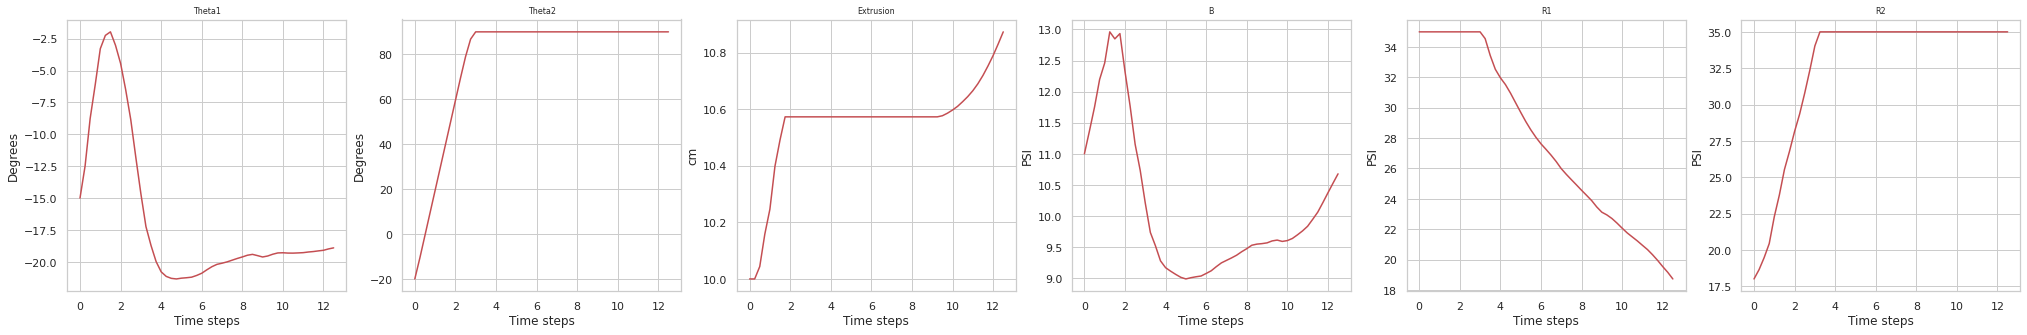 Theta1
Degrees
−2.5
−5.0
−7.5
−10.0
−12.5
−15.0
−17.5
−20.0
0 2 4 6 8 10 12
Time steps
Theta2
Degrees
80
60
40
20
0
−20
0 2 4 6 8 10 12
Time steps
Extrusion
cm
10.8
10.6
10.4
10.2
10.0
0 2 4 6 8 10 12
Time steps
B
PSI
13.0
12.5
12.0
11.5
11.0
10.5
10.0
9.5
9.0
0 2 4 6 8 10 12
Time steps
R1
PSI
34
32
30
28
26
24
22
20
18
0 2 4 6 8 10 12
Time steps
R2
PSI
35.0
32.5
30.0
27.5
25.0
22.5
20.0
17.5
0 2 4 6 8 10 12
Time steps